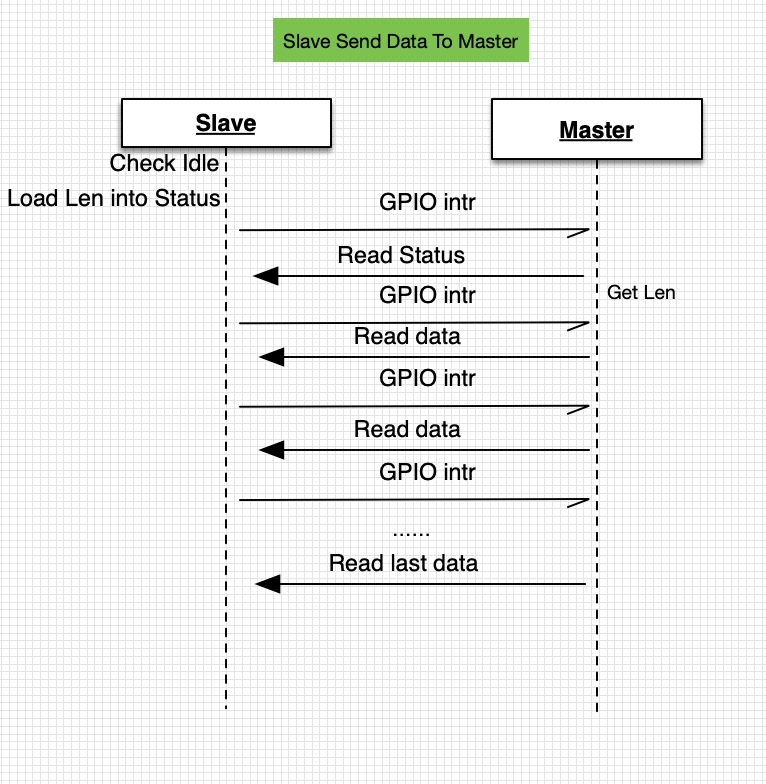 Slave Send Data To Master
Slave
Master
Check Idle
Load Len into Status
GPIO intr
Read Status
GPIO intr
Get Len
Read data
GPIO intr
Read data
GPIO intr
......
Read last data